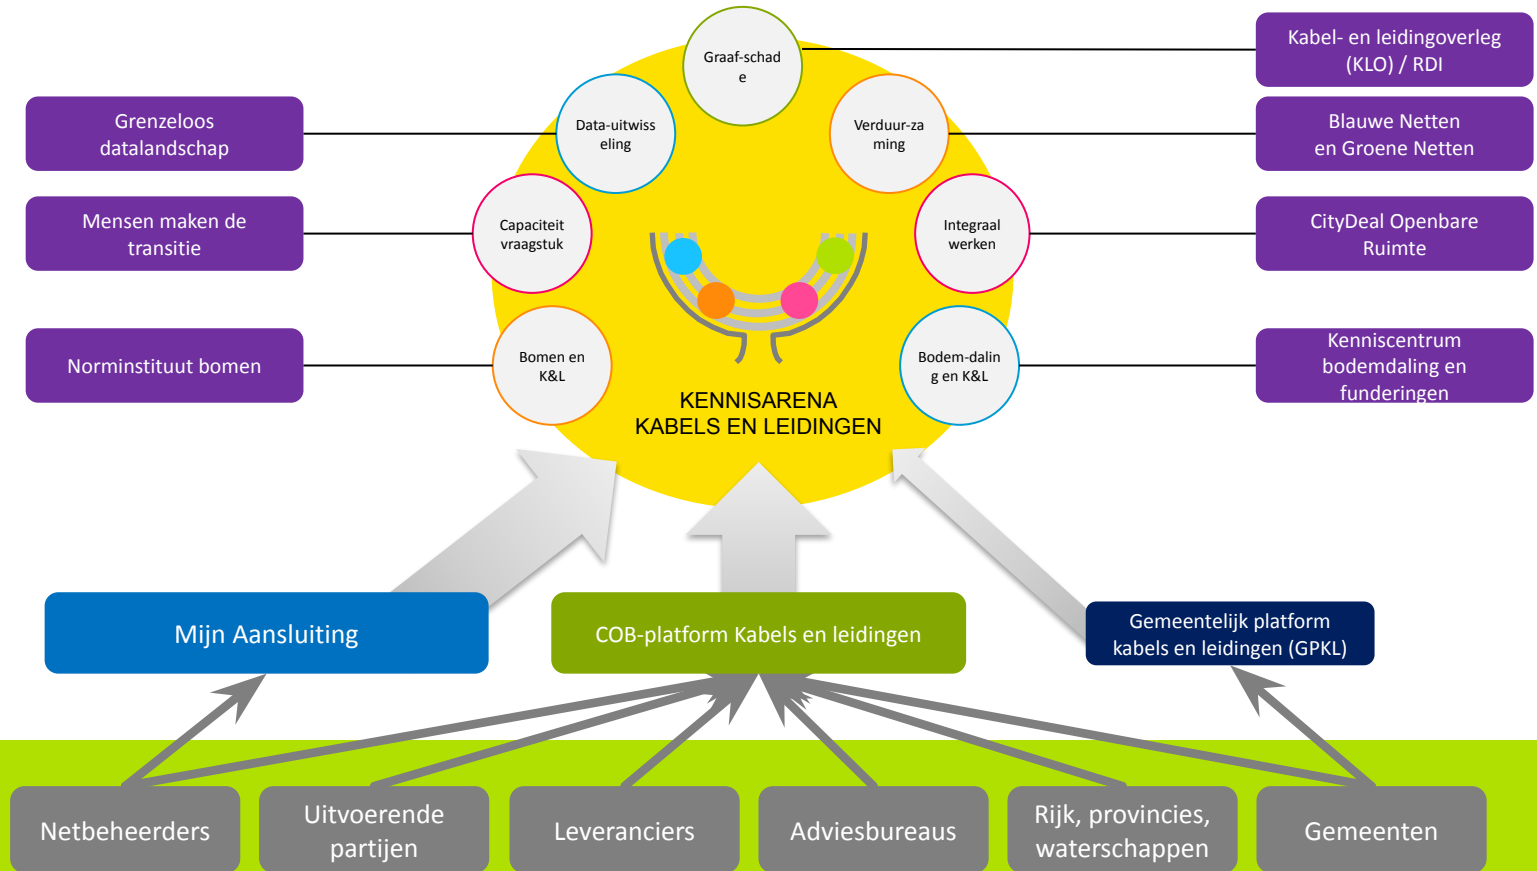 Graaf-schad
e
Kabel- en leidingoverleg
(KLO) / RDI
Grenzeloos
datalandschap
Data-uitwiss
eling
Verduur-za
ming
Blauwe Netten
en Groene Netten
Mensen maken de
transitie
Capaciteit
vraagstuk
Integraal
werken
CityDeal Openbare
Ruimte
Norminstituut bomen
Bomen en
K&L
Bodem-dalin
g en K&L
Kenniscentrum
bodemdaling en
funderingen
KENNISARENA
KABELS EN LEIDINGEN
Mijn Aansluiting
COB-platform Kabels en leidingen
Gemeentelijk platform
kabels en leidingen (GPKL)
Netbeheerders
Uitvoerende
partijen
Leveranciers
Adviesbureaus
Rijk, provincies,
waterschappen
Gemeenten